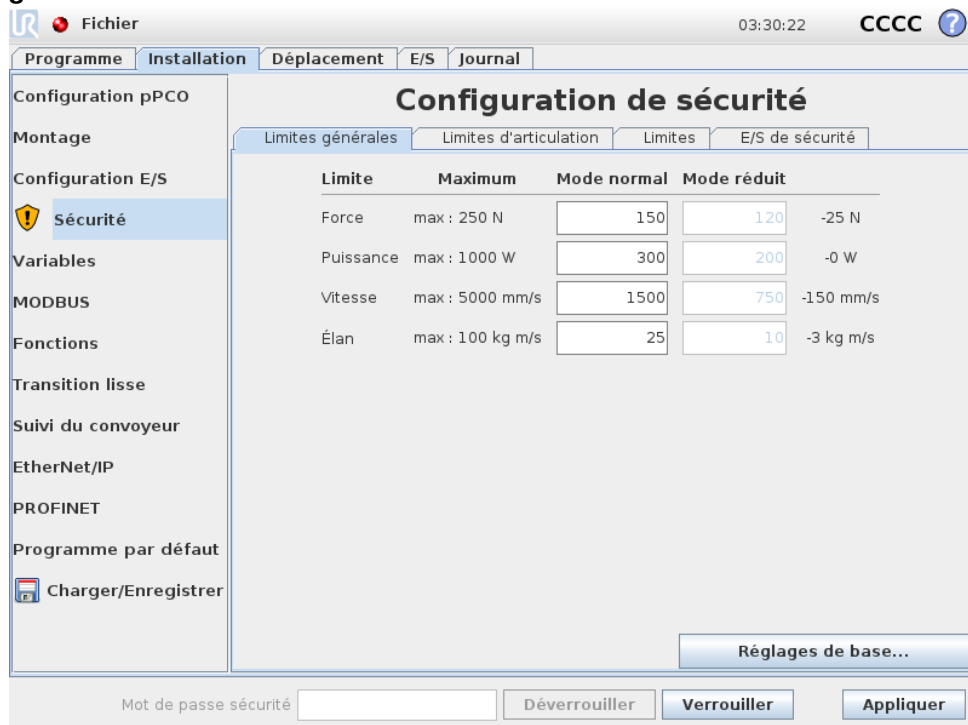 UR Fichier 03:30:22 CCCC ?
Programme Installation Déplacement E/S Journal
Configuration pPCO
Montage
Configuration E/S
Sécurité
Variables
MODBUS
Fonctions
Transition lisse
Suivi du convoyeur
EtherNet/IP
PROFINET
Programme par défaut
Charger/Enregistrer
Configuration de sécurité
Limites générales Limites d'articulation Limites E/S de sécurité
Limite Maximum Mode normal Mode réduit
Force max : 250 N 150 120 -25 N
Puissance max : 1000 W 300 200 -0 W
Vitesse max : 5000 mm/s 1500 750 -150 mm/s
Élan max : 100 kg m/s 25 10 -3 kg m/s
Réglages de base...
Mot de passe sécurité Déverrouiller Verrouiller Appliquer